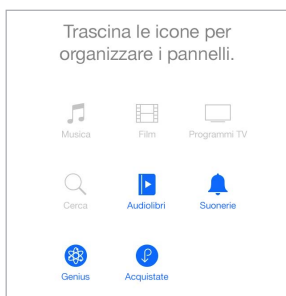 Trascina le icone per
organizzare i pannelli.
Musica Film Programmi TV
Cerca Audiolibri Suonerie
Genius Acquistate